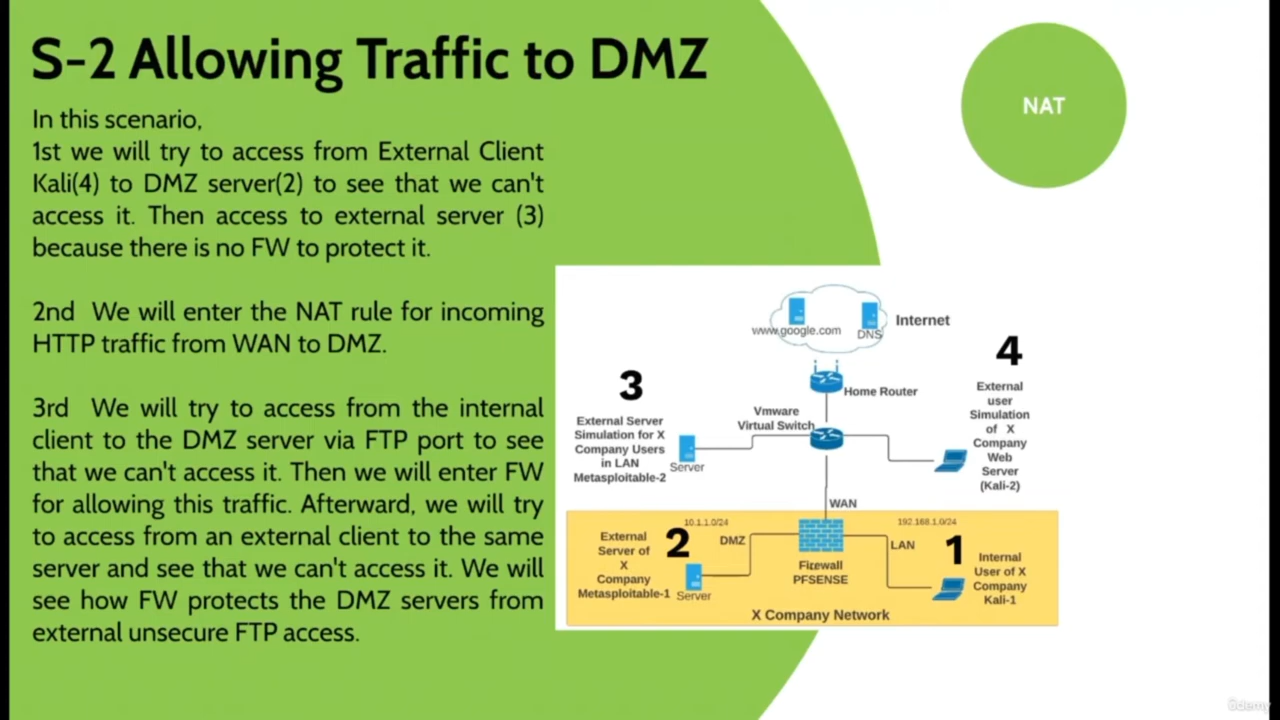 S-2 Allowing Traffic to DMZ
NAT
In this scenario,
1st we will try to access from External Client
Kali(4) to DMZ server(2) to see that we can't
access it. Then access to external server (3)
because there is no FW to protect it.
2nd We will enter the NAT rule for incoming
HTTP traffic from WAN to DMZ.
3rd We will try to access from the internal
client to the DMZ server via FTP port to see
that we can't access it. Then we will enter FW
for allowing this traffic. Afterward, we will try
to access from an external client to the same
server and see that we can't access it. We will
see how FW protects the DMZ servers from
external unsecure FTP access.
www.google.com
DNS
Internet
Home Router
Vmware
Virtual Switch
3
External Server
Simulation for X
Company Users
in LAN
Metasploitable-2
Server
4
External
user
Simulation
of X
Company
Web
Server
(Kali-2)
WAN
10.1.1.0/24
192.168.1.0/24
External
Server of
X
Company
Metasploitable-1
2
DMZ
Server
Firewall
PFSENSE
LAN
1
Internal
User of X
Company
Kali-1
X Company Network
ûdemy